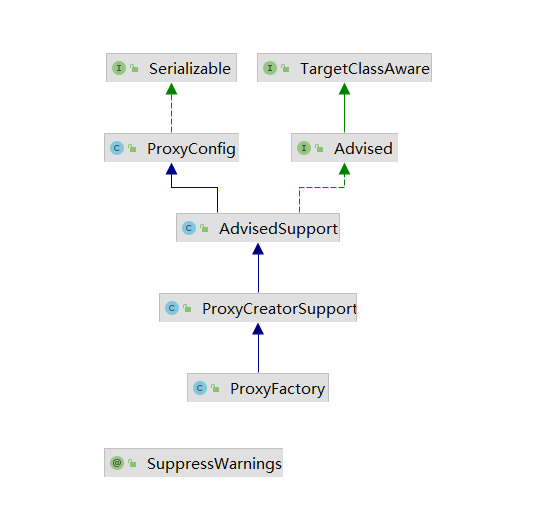 I Serializable
I TargetClassAware
C ProxyConfig
I Advised
C AdvisedSupport
C ProxyCreatorSupport
C ProxyFactory
@ SuppressWarnings